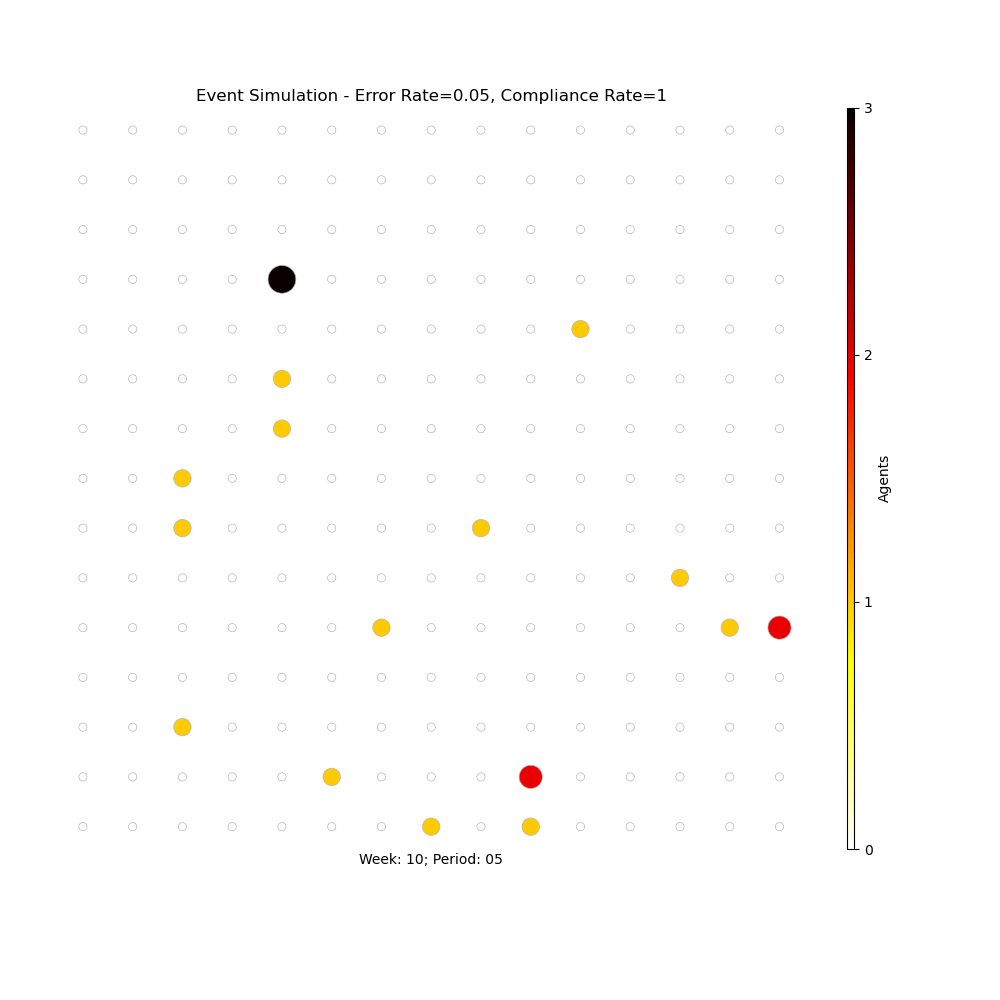 Event Simulation - Error Rate=0.05, Compliance Rate=1
3
2
Agents
1
0
Week: 10; Period: 05